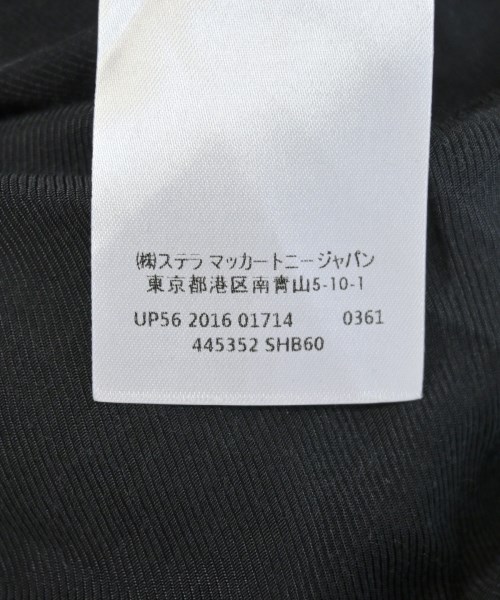 ㈱ステラ マッカートニージャパン
東京都港区南青山5-10-1
UP56 2016 01714 0361
445352 SHB60